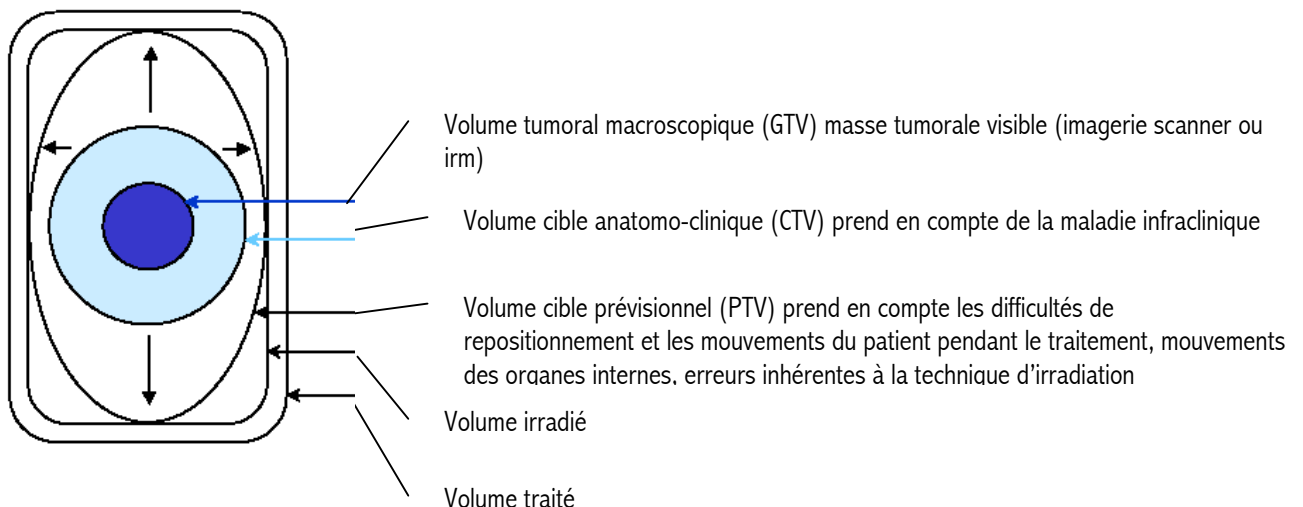 Volume tumoral macroscopique (GTV) masse tumorale visible (imagerie scanner ou
irm)
Volume cible anatomo-clinique (CTV) prend en compte de la maladie infraclinique
Volume cible prévisionnel (PTV) prend en compte les difficultés de
repositionnement et les mouvements du patient pendant le traitement, mouvements
des organes internes, erreurs inhérentes à la technique d'irradiation
Volume irradié
Volume traité